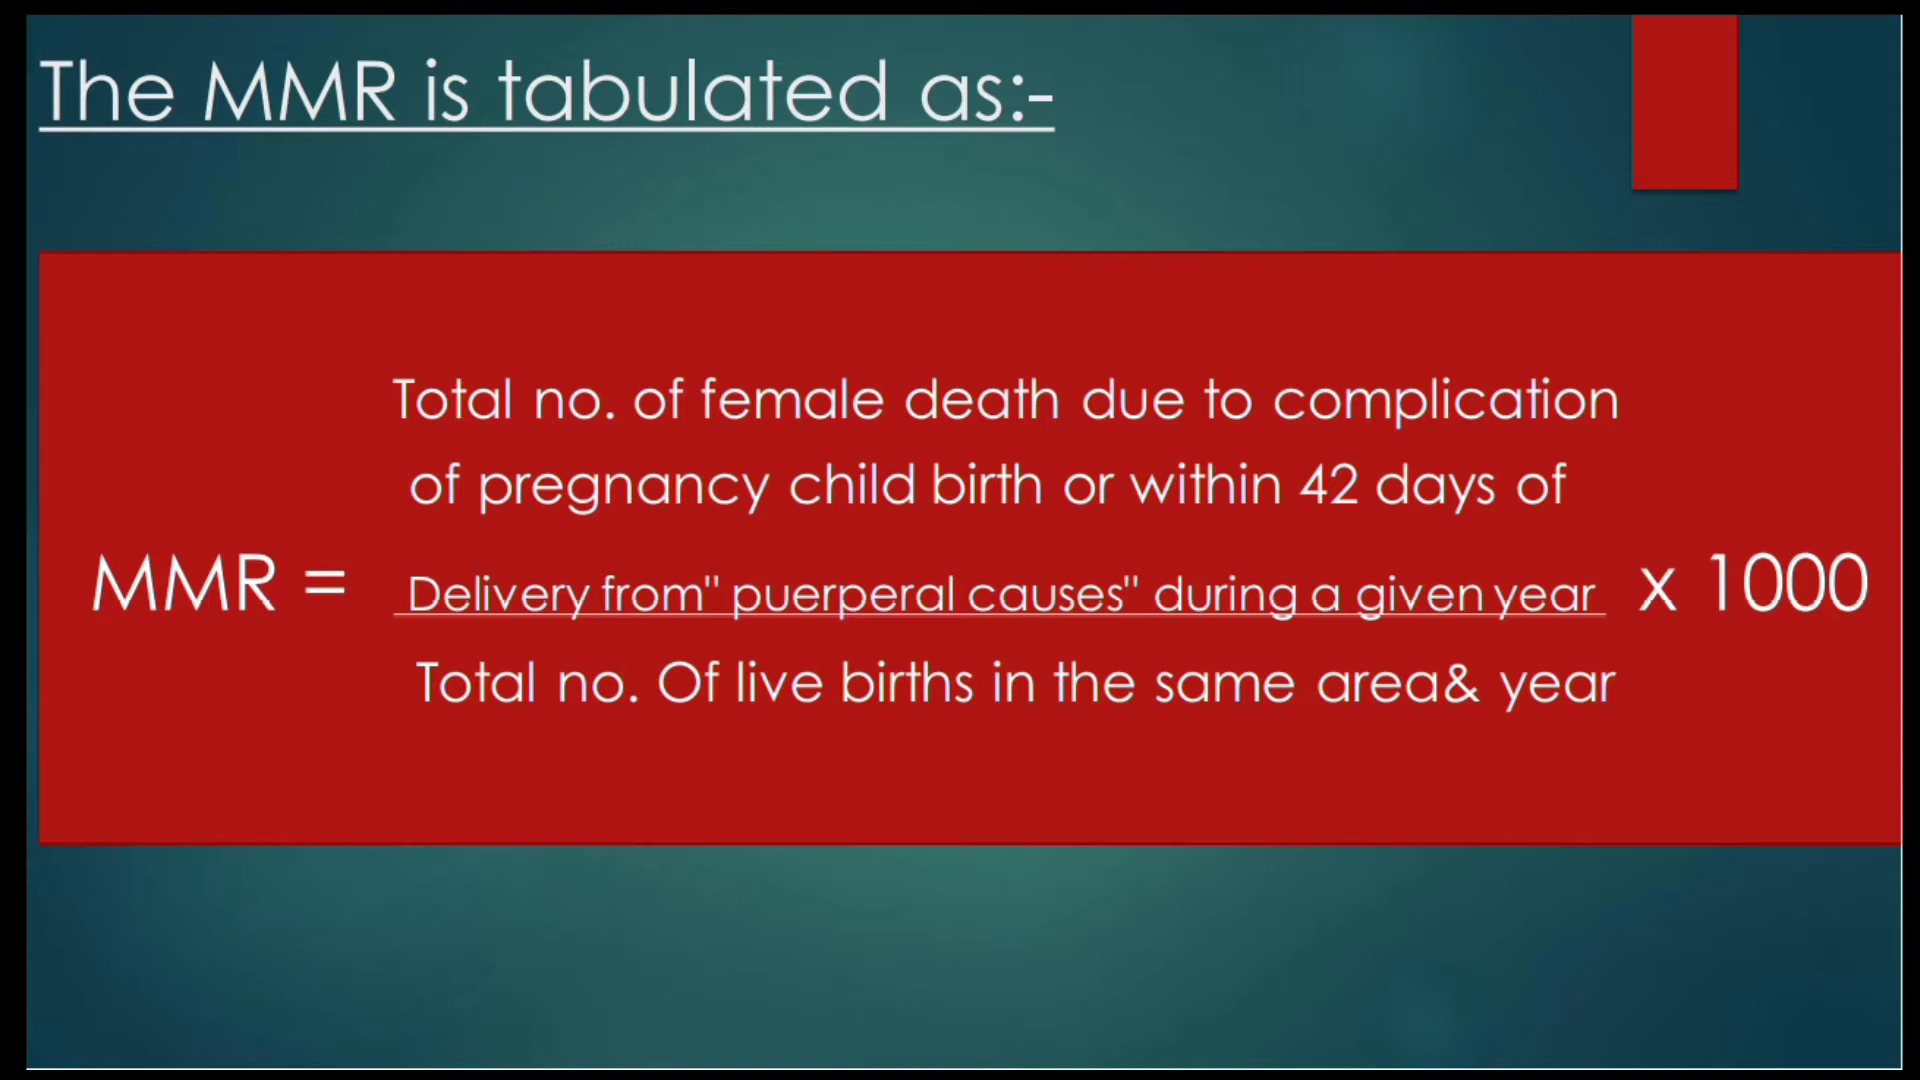 The MMR is tabulated as:-
Total no. of female death due to complication
of pregnancy child birth or within 42 days of
MMR = Delivery from" puerperal causes" during a given year x 1000
Total no. Of live births in the same area& year